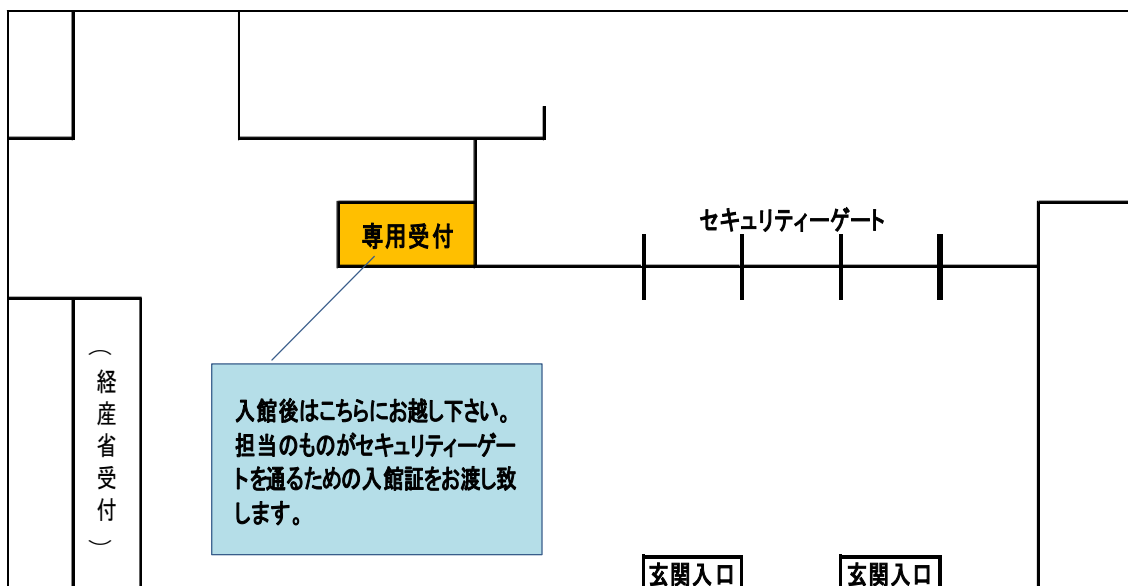 セキュリティーゲート
専用受付
（経産省受付）
入館後はこちらにお越し下さい。
担当のものがセキュリティーゲー
トを通るための入館証をお渡し致
します。
玄関入口
玄関入口